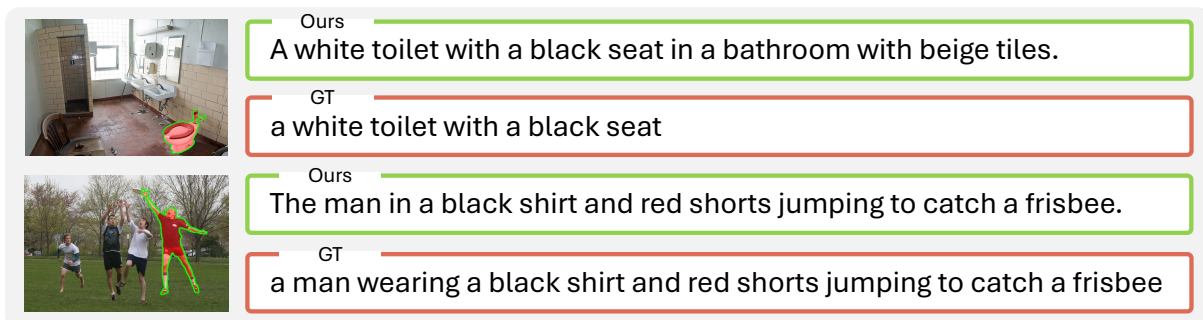 Ours
A white toilet with a black seat in a bathroom with beige tiles.
GT
a white toilet with a black seat
Ours
The man in a black shirt and red shorts jumping to catch a frisbee.
GT
a man wearing a black shirt and red shorts jumping to catch a frisbee